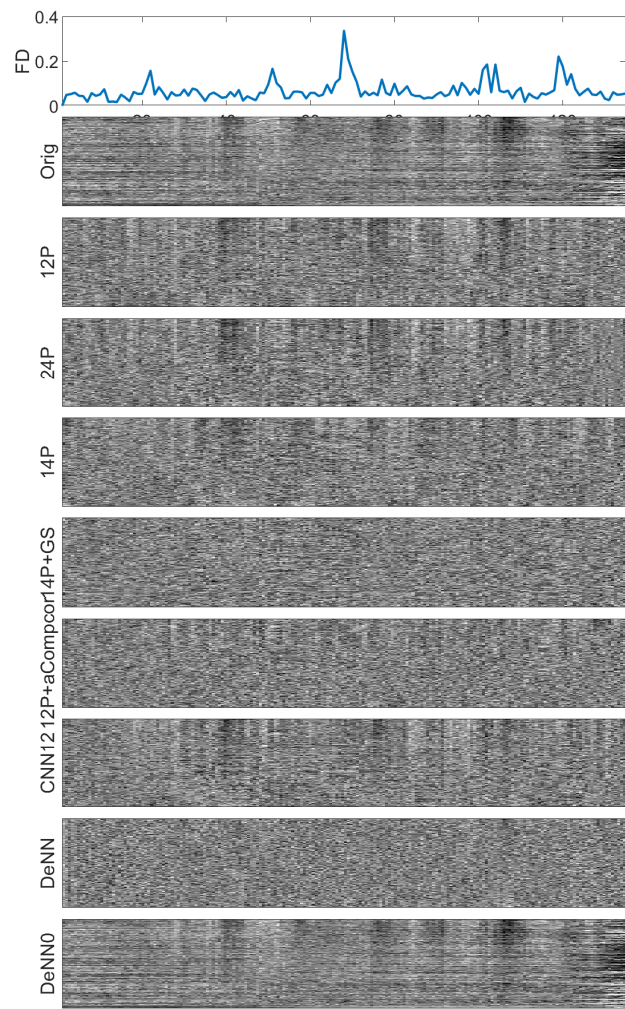 0.4
0.2
0
FD
Orig
12P
24P
14P
14P+GS
12P+aCompcor
CNN12
DeNN
DeNN0